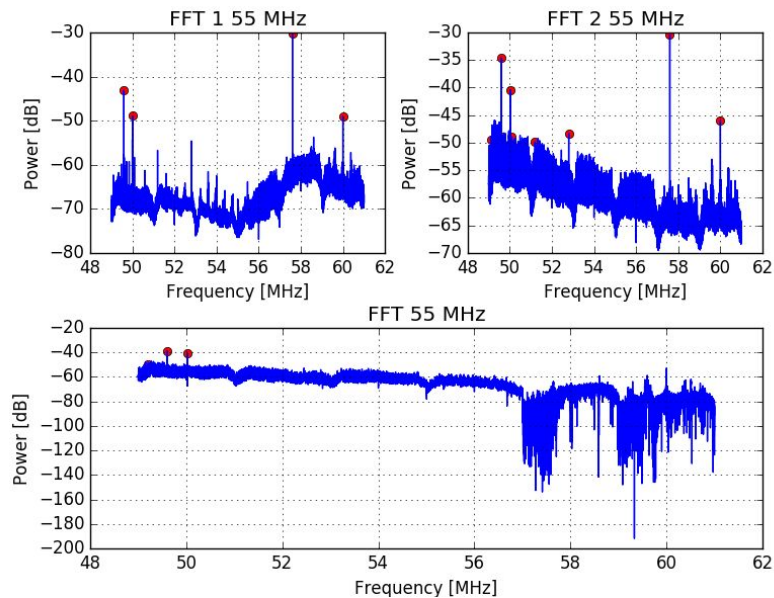 FFT 1 55 MHz
−30
−40
−50
−60
−70
−80
Power [dB]
48 50 52 54 56 58 60 62
Frequency [MHz]
FFT 2 55 MHz
−30
−35
−40
−45
−50
−55
−60
−65
−70
Power [dB]
48 50 52 54 56 58 60 62
Frequency [MHz]
FFT 55 MHz
−20
−40
−60
−80
−100
−120
−140
−160
−180
−200
Power [dB]
48 50 52 54 56 58 60 62
Frequency [MHz]